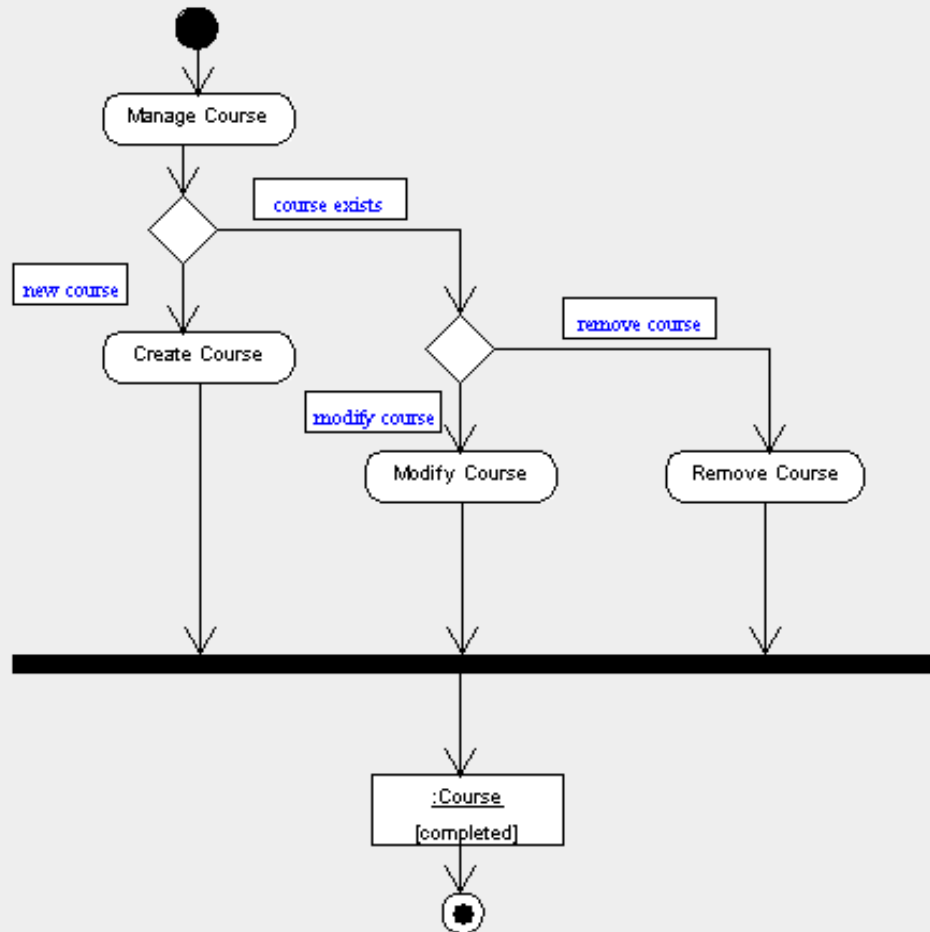 Manage Course
course exists
new course
remove course
Create Course
modify course
Modify Course
Remove Course
:Course
[completed]